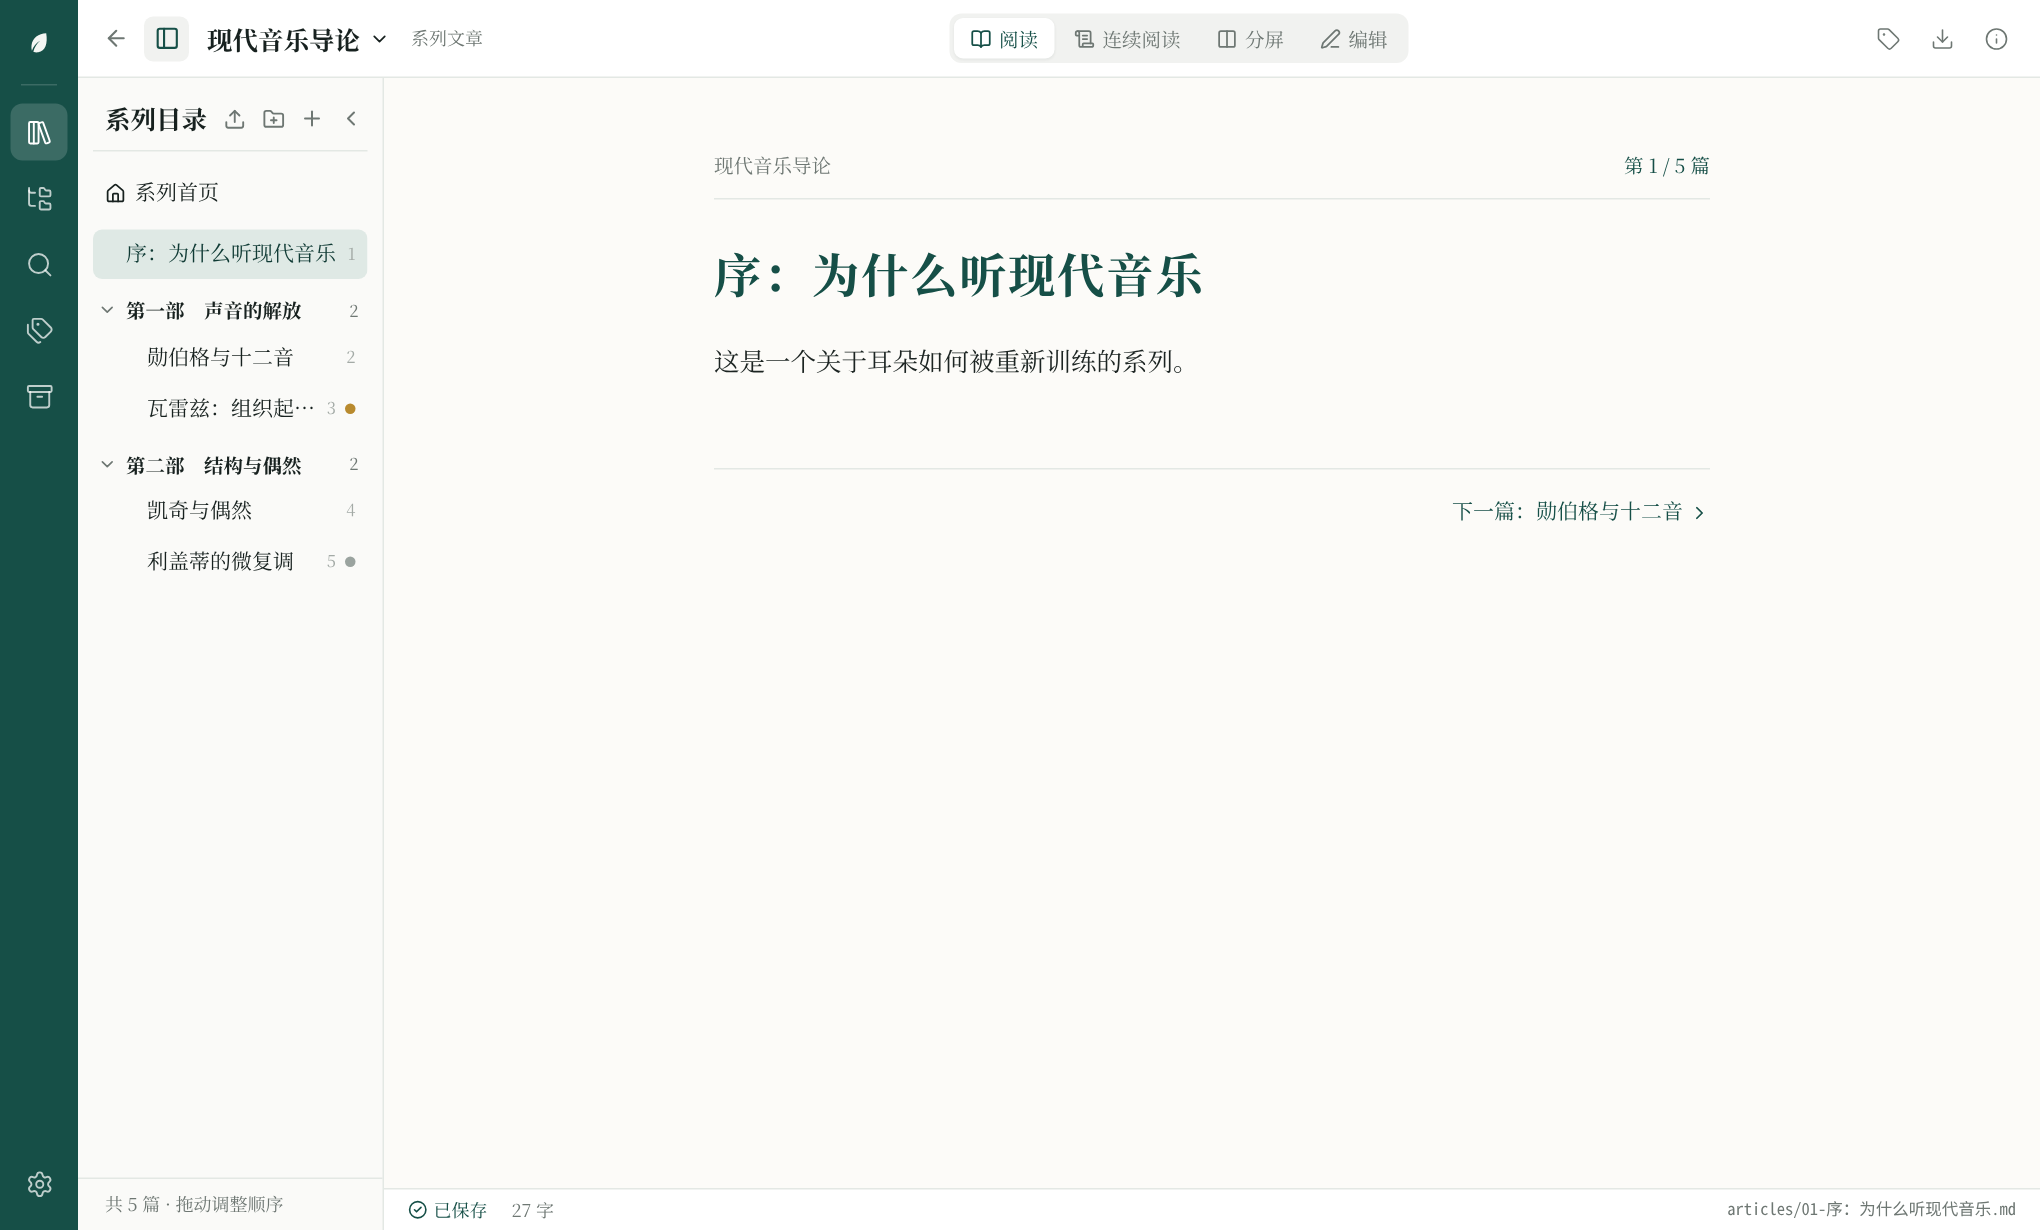 现代音乐导论
系列文章
阅读
连续阅读
分屏
编辑
系列目录
系列首页
序：为什么听现代音乐 1
第一部　声音的解放 2
勋伯格与十二音 2
瓦雷兹：组织起… 3
第二部　结构与偶然 2
凯奇与偶然 4
利盖蒂的微复调 5
共 5 篇 · 拖动调整顺序
现代音乐导论
第 1 / 5 篇
序：为什么听现代音乐
这是一个关于耳朵如何被重新训练的系列。
下一篇：勋伯格与十二音
已保存
27 字
articles/01-序：为什么听现代音乐.md